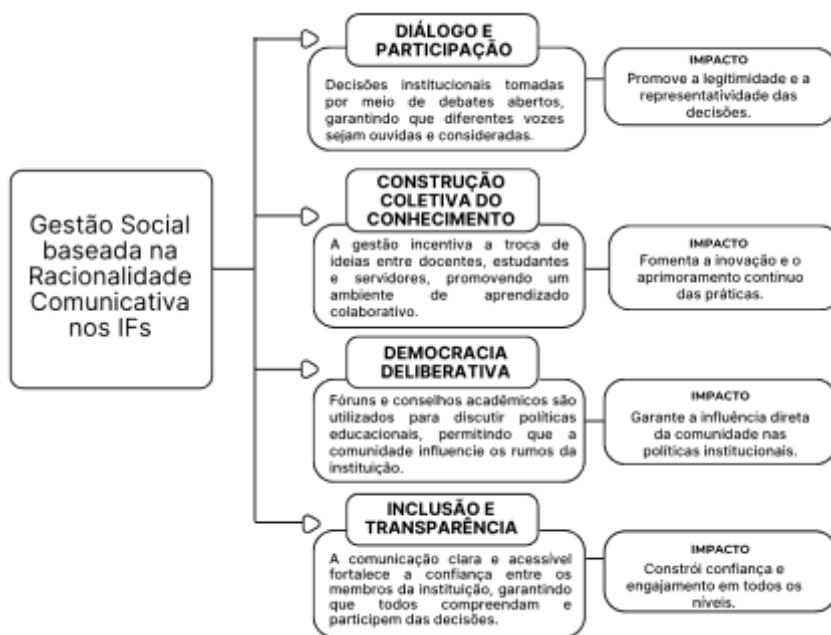 Gestão Social
baseada na
Racionalidade
Comunicativa
nos IFs
DIÁLOGO E
PARTICIPAÇÃO
Decisões institucionais tomadas
por meio de debates abertos,
garantindo que diferentes vozes
sejam ouvidas e consideradas.
IMPACTO
Promove a legitimidade e a
representatividade das
decisões.
CONSTRUÇÃO
COLETIVA DO
CONHECIMENTO
A gestão incentiva a troca de
ideias entre docentes, estudantes
e servidores, promovendo um
ambiente de aprendizado
colaborativo.
IMPACTO
Fomenta a inovação e o
aprimoramento contínuo
das práticas.
DEMOCRACIA
DELIBERATIVA
Fóruns e conselhos acadêmicos são
utilizados para discutir políticas
educacionais, permitindo que a
comunidade influencie os rumos da
instituição.
IMPACTO
Garante a influência direta
da comunidade nas
políticas institucionais.
INCLUSÃO E
TRANSPARÊNCIA
A comunicação clara e acessível
fortalece a confiança entre os
membros da instituição, garantindo
que todos compreendam e
participem das decisões.
IMPACTO
Constrói confiança e
engajamento em todos os
níveis.